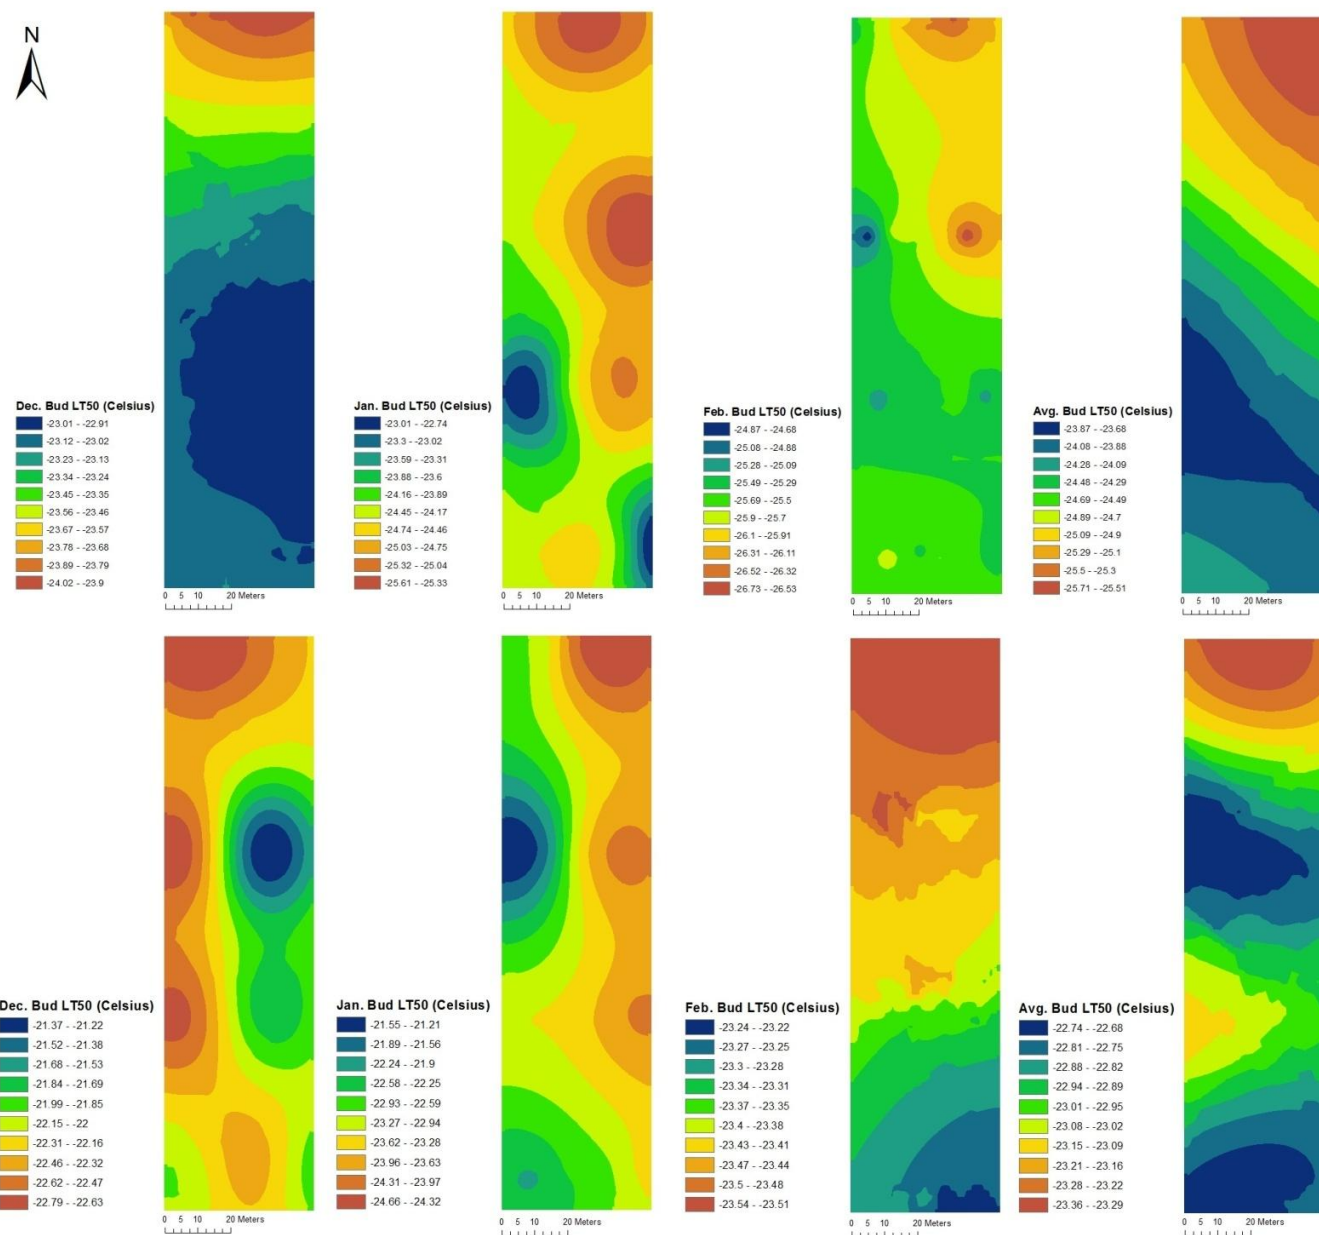 N
Dec. Bud LT50 (Celsius)
-23.01 - -22.91
-23.12 - -23.02
-23.23 - -23.13
-23.34 - -23.24
-23.45 - -23.35
-23.56 - -23.46
-23.67 - -23.57
-23.78 - -23.68
-23.89 - -23.79
-24.02 - -23.9
0 5 10 20 Meters
Jan. Bud LT50 (Celsius)
-23.01 - -22.74
-23.3 - -23.02
-23.59 - -23.31
-23.88 - -23.6
-24.16 - -23.89
-24.45 - -24.17
-24.74 - -24.46
-25.03 - -24.75
-25.32 - -25.04
-25.61 - -25.33
0 5 10 20 Meters
Feb. Bud LT50 (Celsius)
-24.87 - -24.68
-25.08 - -24.88
-25.28 - -25.09
-25.49 - -25.29
-25.69 - -25.5
-25.9 - -25.7
-26.1 - -25.91
-26.31 - -26.11
-26.52 - -26.32
-26.73 - -26.53
0 5 10 20 Meters
Avg. Bud LT50 (Celsius)
-23.87 - -23.68
-24.08 - -23.88
-24.28 - -24.09
-24.48 - -24.29
-24.69 - -24.49
-24.89 - -24.7
-25.09 - -24.9
-25.29 - -25.1
-25.5 - -25.3
-25.71 - -25.51
0 5 10 20 Meters
Dec. Bud LT50 (Celsius)
-21.37 - -21.22
-21.52 - -21.38
-21.68 - -21.53
-21.84 - -21.69
-21.99 - -21.85
-22.15 - -22
-22.31 - -22.16
-22.46 - -22.32
-22.62 - -22.47
-22.79 - -22.63
0 5 10 20 Meters
Jan. Bud LT50 (Celsius)
-21.55 - -21.21
-21.89 - -21.56
-22.24 - -21.9
-22.58 - -22.25
-22.93 - -22.59
-23.27 - -22.94
-23.62 - -23.28
-23.96 - -23.63
-24.31 - -23.97
-24.66 - -24.32
0 5 10 20 Meters
Feb. Bud LT50 (Celsius)
-23.24 - -23.22
-23.27 - -23.25
-23.3 - -23.28
-23.34 - -23.31
-23.37 - -23.35
-23.4 - -23.38
-23.43 - -23.41
-23.47 - -23.44
-23.5 - -23.48
-23.54 - -23.51
0 5 10 20 Meters
Avg. Bud LT50 (Celsius)
-22.74 - -22.68
-22.81 - -22.75
-22.88 - -22.82
-22.94 - -22.89
-23.01 - -22.95
-23.08 - -23.02
-23.15 - -23.09
-23.21 - -23.16
-23.28 - -23.22
-23.36 - -23.29
0 5 10 20 Meters